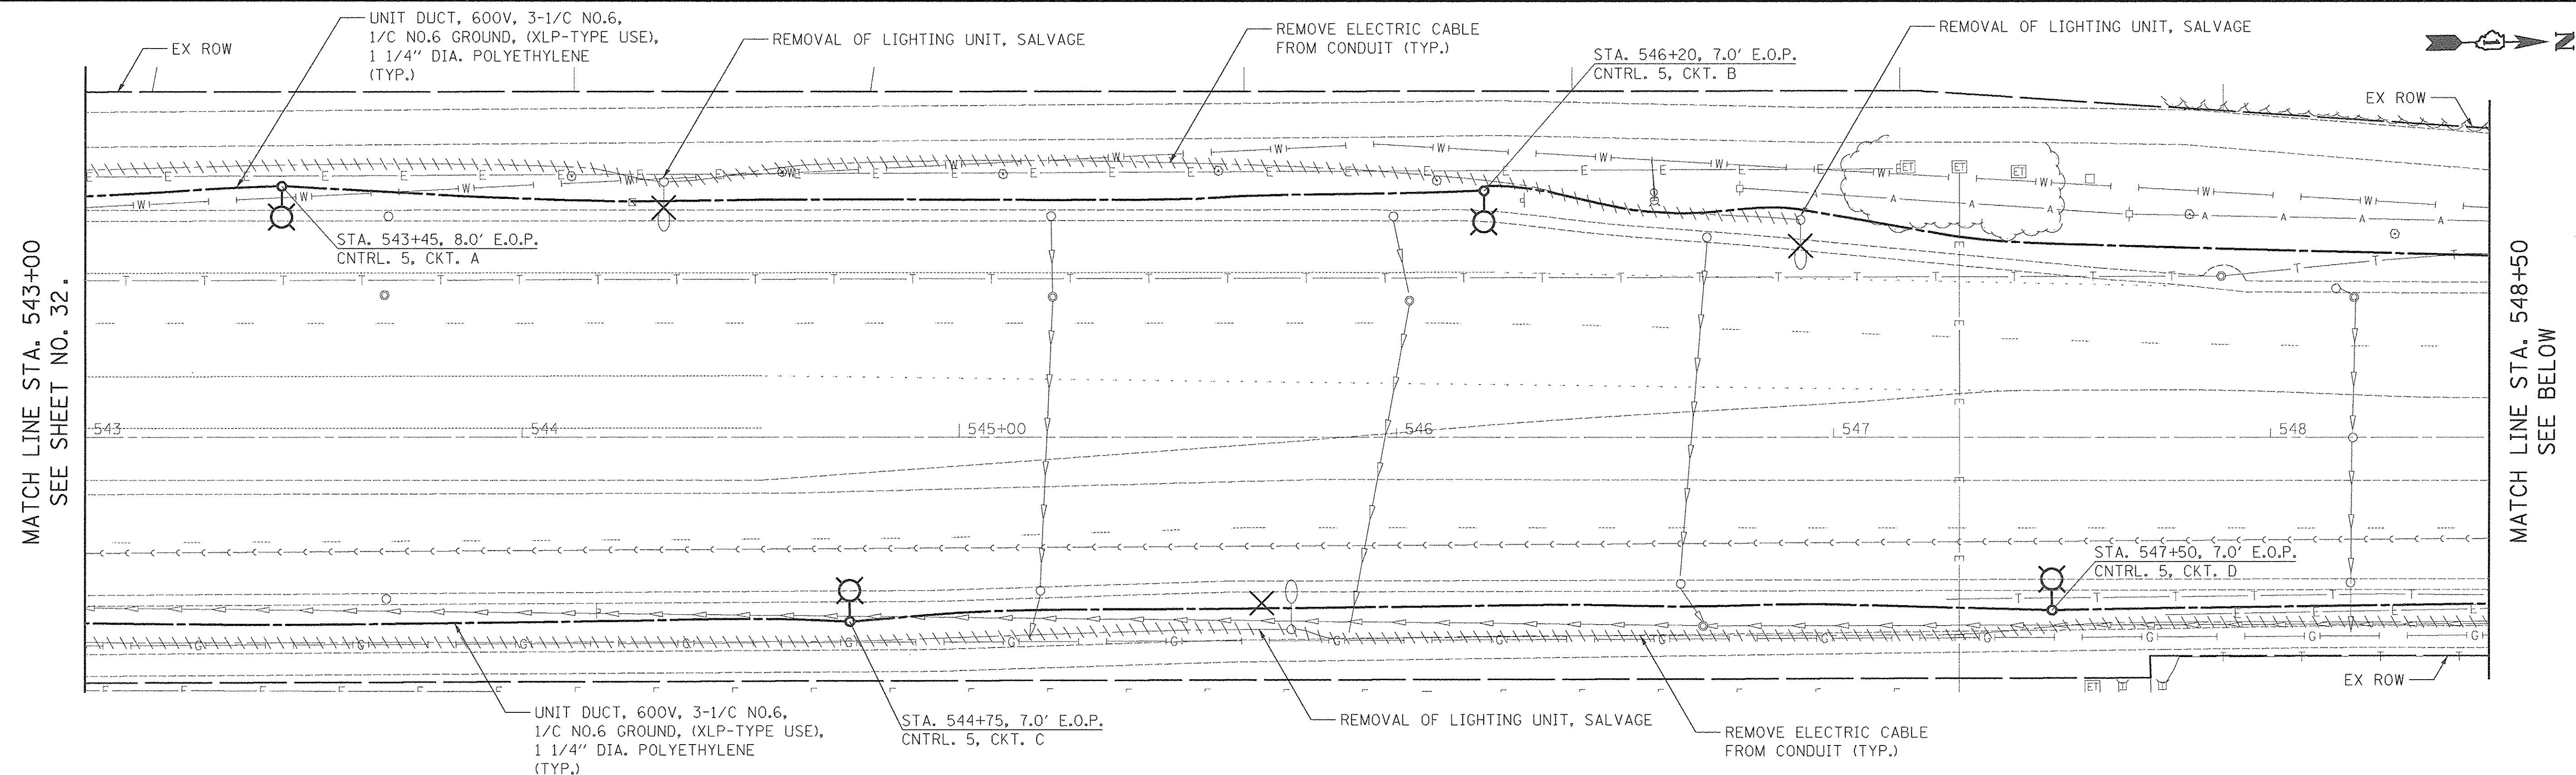 UNIT DUCT, 600V, 3-1/C NO.6,
1/C NO.6 GROUND, (XLP-TYPE USE),
1 1/4" DIA. POLYETHYLENE
(TYP.)
EX ROW
REMOVAL OF LIGHTING UNIT, SALVAGE
REMOVE ELECTRIC CABLE
FROM CONDUIT (TYP.)
STA. 546+20, 7.0' E.O.P.
CNTRL. 5, CKT. B
REMOVAL OF LIGHTING UNIT, SALVAGE
N
EX ROW
STA. 543+45, 8.0' E.O.P.
CNTRL. 5, CKT. A
ET
ET
ET
MATCH LINE STA. 543+00
SEE SHEET NO. 32.
543
544
545+00
546
547
548
MATCH LINE STA. 548+50
SEE BELOW
STA. 547+50, 7.0' E.O.P.
CNTRL. 5, CKT. D
EX ROW
ET
UNIT DUCT, 600V, 3-1/C NO.6,
1/C NO.6 GROUND, (XLP-TYPE USE),
1 1/4" DIA. POLYETHYLENE
(TYP.)
STA. 544+75, 7.0' E.O.P.
CNTRL. 5, CKT. C
REMOVAL OF LIGHTING UNIT, SALVAGE
REMOVE ELECTRIC CABLE
FROM CONDUIT (TYP.)